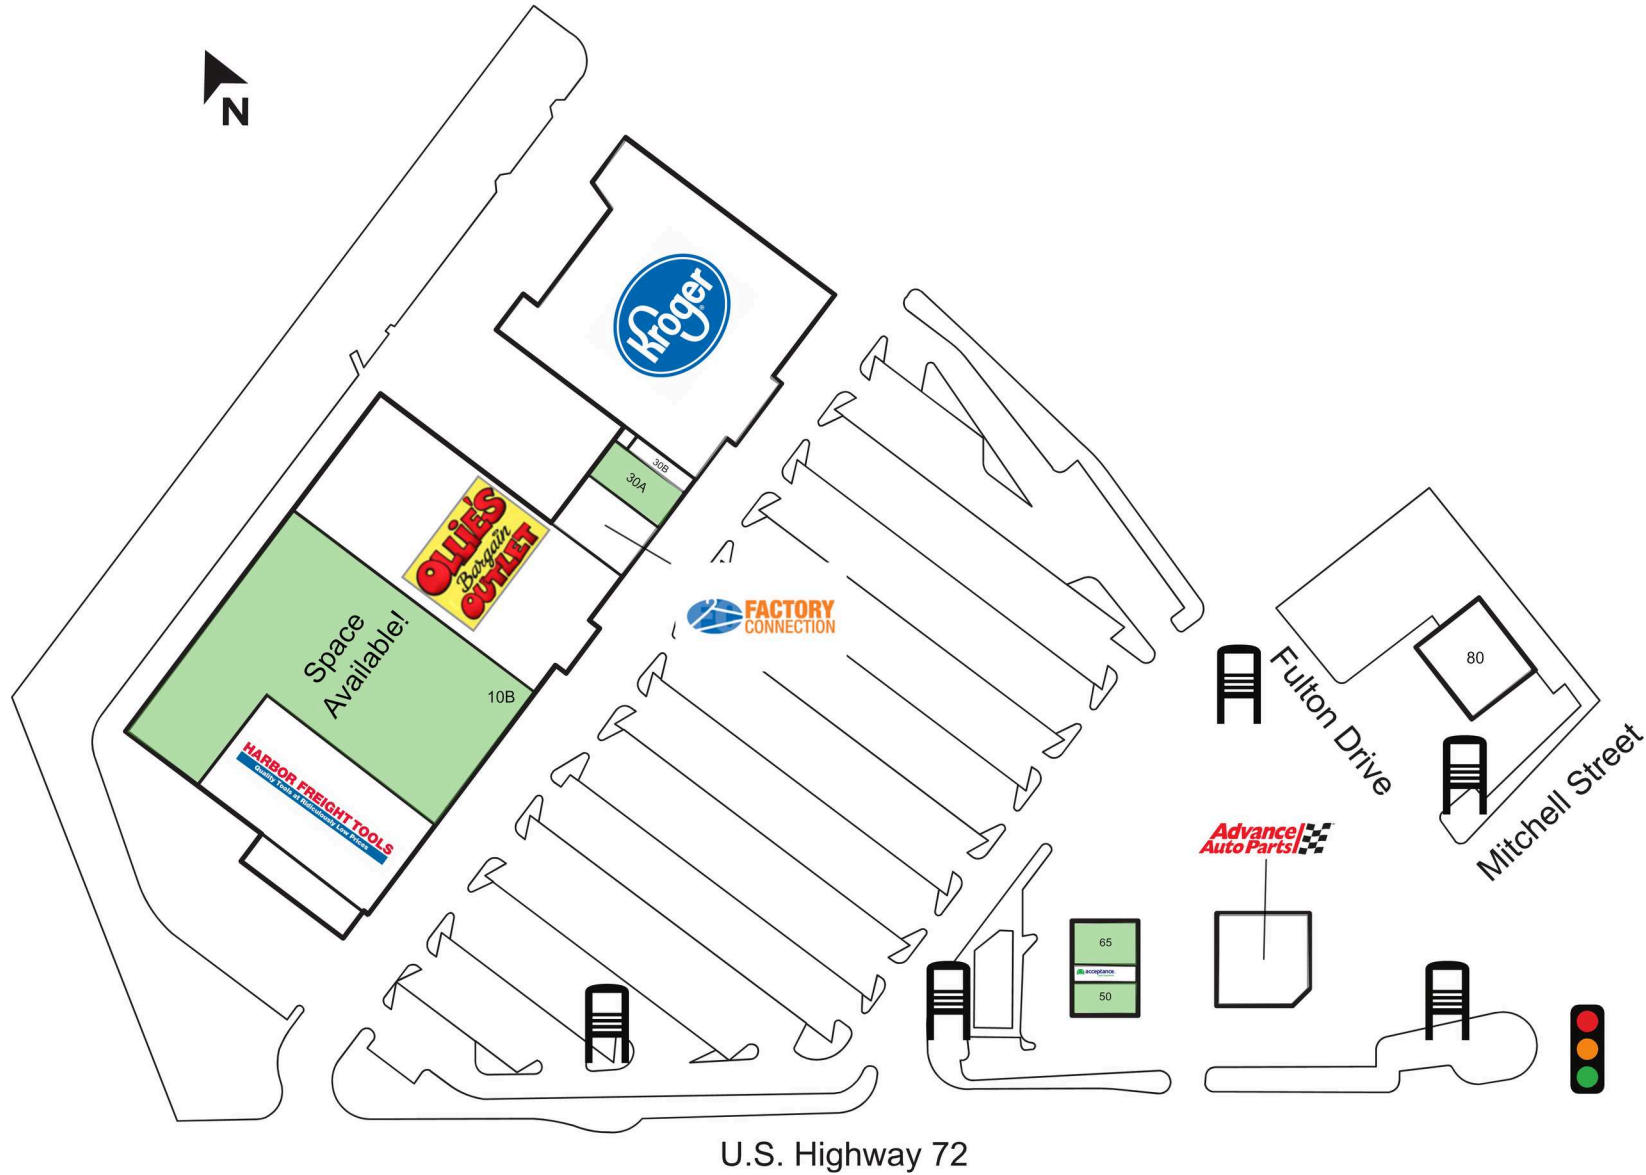 N
Kroger
30B
30A
OLLIE'S
Bargain
OUTLET
FACTORY
CONNECTION
Space
Available!
10B
HARBOR FREIGHT TOOLS
Quality Tools at Ridiculously Low Prices
80
Fulton Drive
Mitchell Street
Advance
Auto Parts
65
acceptance
50
U.S. Highway 72